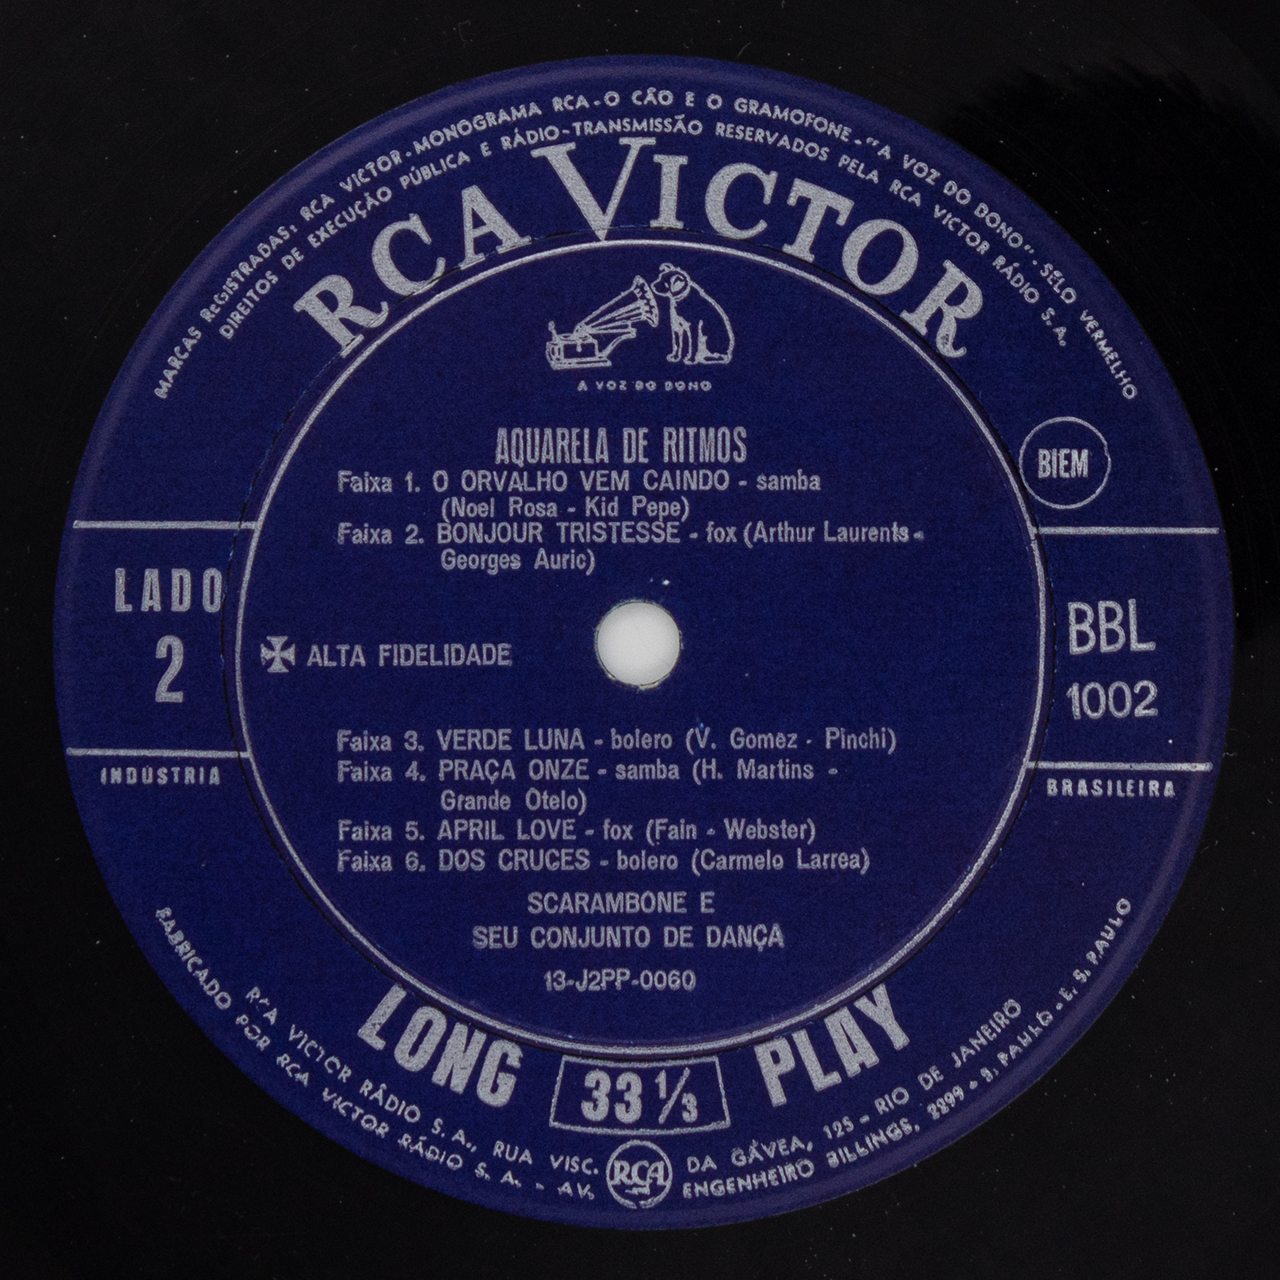 MARCAS ReGISTRADAS: RCA VICTOR - MONOGRAMA RCA - O CÃO E O GRAMOFONE - "A VOZ DO DONO" - SELO VERMELHO
DIREITOS DE EXECUÇÃO PÚBLICA E RÁDIO-TRANSMISSÃO RESERVADOS PELA RCA VICTOR RÁDIO S. A.
RCA VICTOR
A VOZ DO DONO
AQUARELA DE RITMOS
BIEM
Faixa 1. O ORVALHO VEM CAINDO - samba
(Noel Rosa - Kid Pepe)
Faixa 2. BONJOUR TRISTESSE - fox (Arthur Laurents -
Georges Auric)
LADO
2
ALTA FIDELIDADE
BBL
1002
Faixa 3. VERDE LUNA - bolero (V. Gomez - Pinchi)
Faixa 4. PRAÇA ONZE - samba (H. Martins -
Grande Otelo)
INDÚSTRIA
BRASILEIRA
Faixa 5. APRIL LOVE - fox (Fain - Webster)
Faixa 6. DOS CRUCES - bolero (Carmelo Larrea)
SCARAMBONE E
SEU CONJUNTO DE DANÇA
13-J2PP-0060
LONG 33 1/3 PLAY
RCA VICTOR RÁDIO S. A., RUA VISC. DA GÁVEA, 125 - RIO DE JANEIRO
FABRICADO POR RCA VICTOR RÁDIO S. A. - AV. ENGENHEIRO BILLINGS, 2299 - S. PAULO - E. S. PAULO
RCA